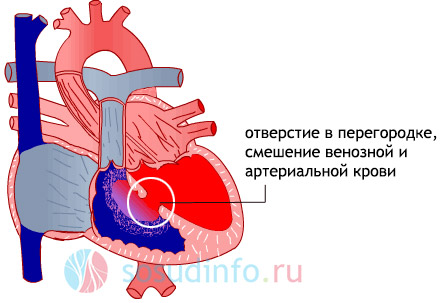 отверстие в перегородке,
смешение венозной и
артериальной крови
sosudinfo.ru